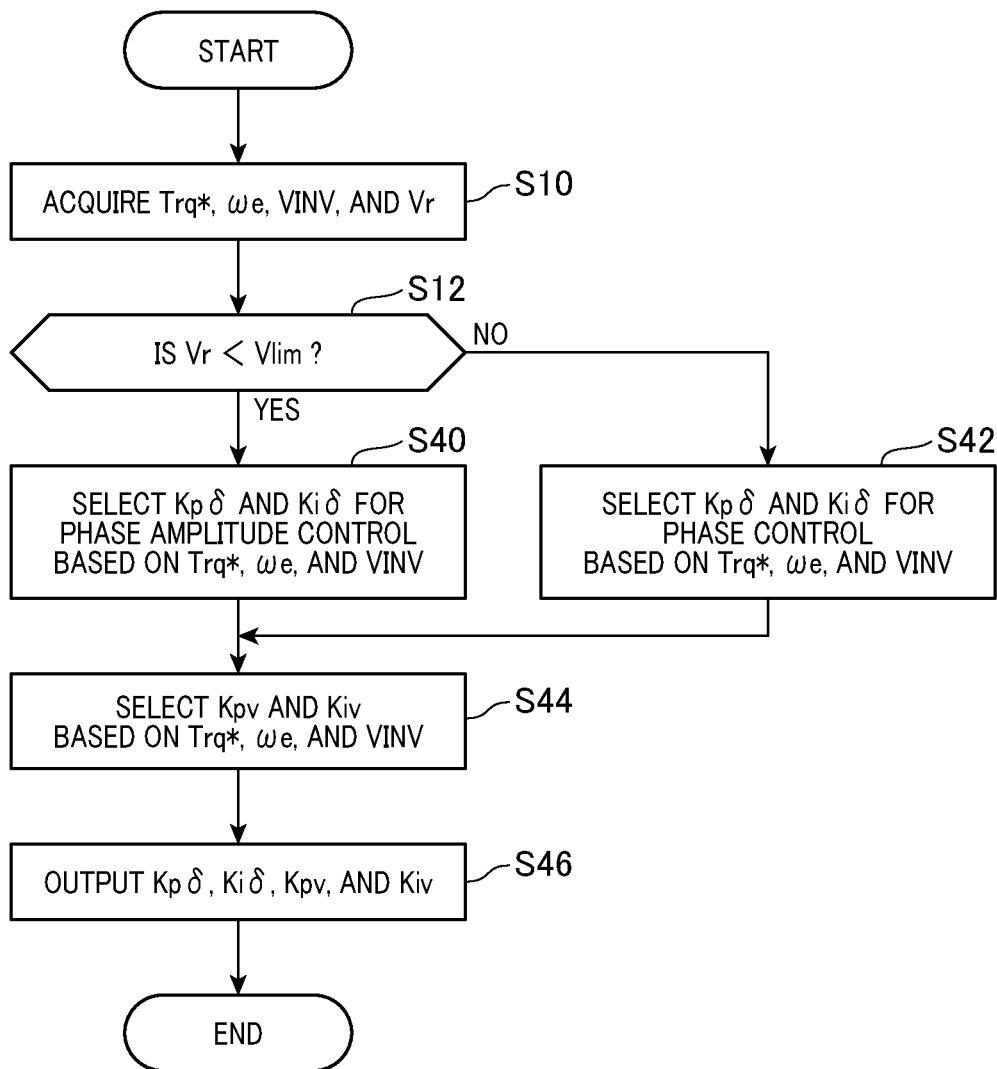 START
ACQUIRE Trq*, ωe, VINV, AND Vr
S10
S12
IS Vr < Vlim ?
NO
YES
S40
SELECT Kpδ AND Kiδ FOR
PHASE AMPLITUDE CONTROL
BASED ON Trq*, ωe, AND VINV
S42
SELECT Kpδ AND Kiδ FOR
PHASE CONTROL
BASED ON Trq*, ωe, AND VINV
SELECT Kpv AND Kiv
BASED ON Trq*, ωe, AND VINV
S44
OUTPUT Kpδ, Kiδ, Kpv, AND Kiv
S46
END